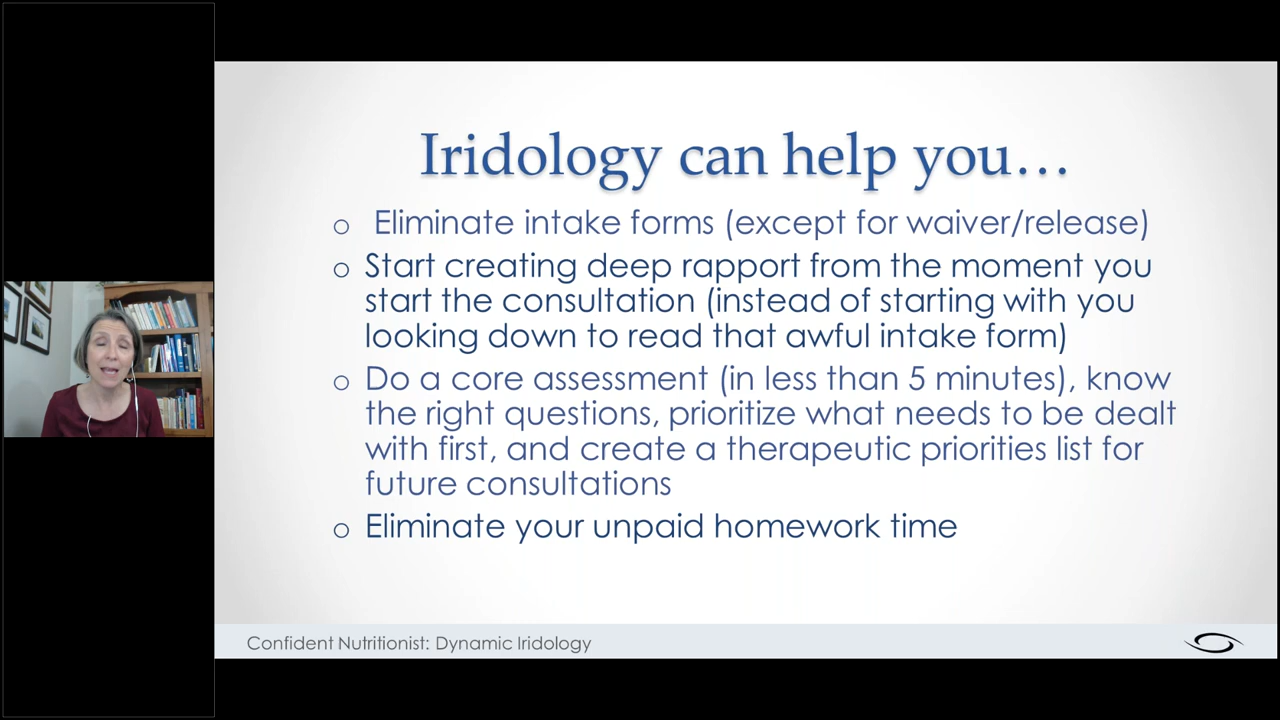 Iridology can help you…
o Eliminate intake forms (except for waiver/release)
o Start creating deep rapport from the moment you
start the consultation (instead of starting with you
looking down to read that awful intake form)
o Do a core assessment (in less than 5 minutes), know
the right questions, prioritize what needs to be dealt
with first, and create a therapeutic priorities list for
future consultations
o Eliminate your unpaid homework time
Confident Nutritionist: Dynamic Iridology